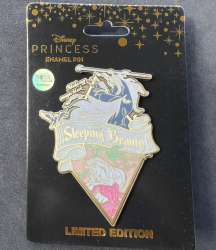 Disney
PRINCESS
ENAMEL PIN
Sleeping Beauty
LIMITED EDITION